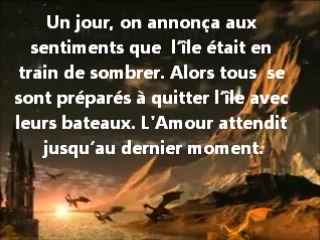 Un jour, on annonça aux
sentiments que l´île était en
train de sombrer. Alors tous se
sont préparés à quitter l´île avec
leurs bateaux. L'Amour attendit
jusqu´au dernier moment.